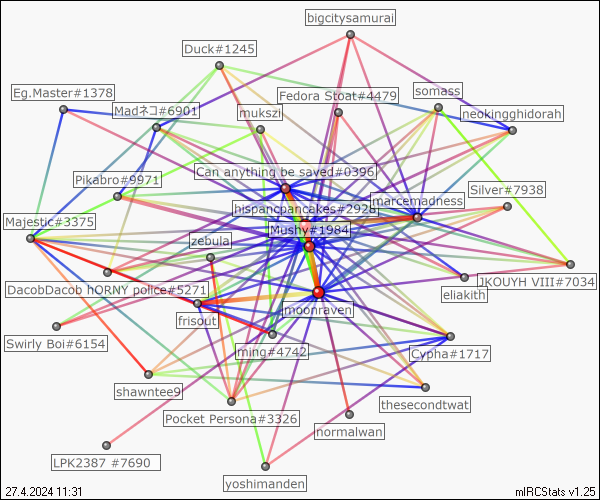 bigcitysamurai
Duck#1245
Eg.Master#1378
somass
Fedora Stoat#4479
Madネコ#6901
mukszi
neokingghidorah
Can anything be saved#0396
Pikabro#9971
Silver#7938
marcemadness
hispancpancakes#2928
Majestic#3375
Mushy#1984
zebula
JKOUYH VIII#7034
DacobDacob hORNY police#5271
eliakith
moonraven
frisout
Swirly Boi#6154
ming#4742
Cypha#1717
shawntee9
thesecondtwat
Pocket Persona#3326
normalwan
LPK2387 #7690
yoshimanden
27.4.2024 11:31
mIRCStats v1.25